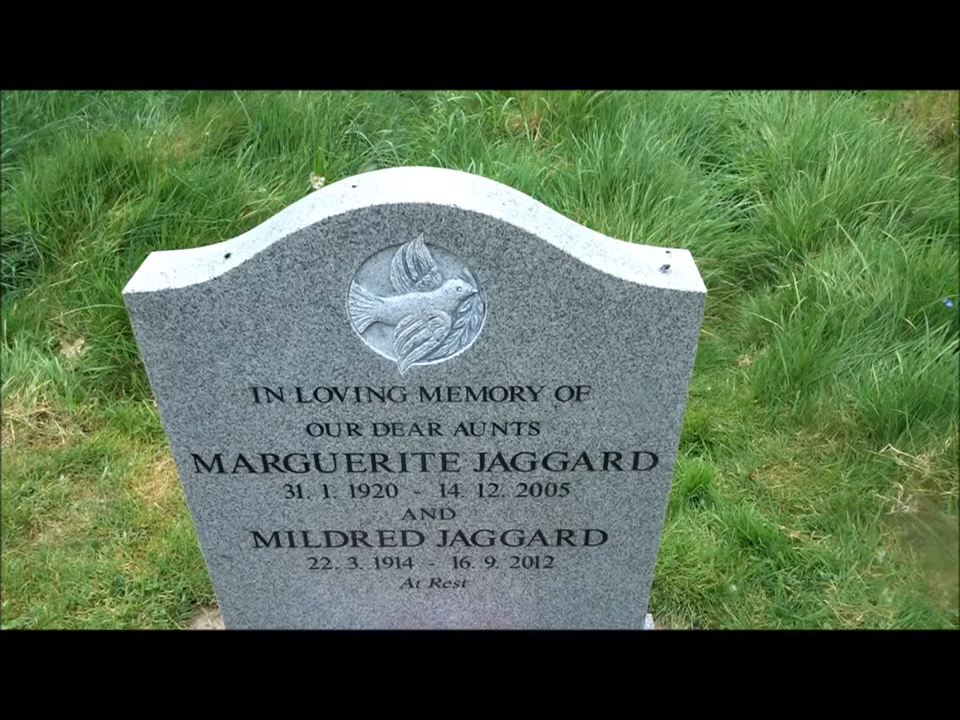 IN LOVING MEMORY OF
OUR DEAR AUNTS
MARGUERITE JAGGARD
31. 1. 1920 - 14. 12. 2005
AND
MILDRED JAGGARD
22. 3. 1914 - 16. 9. 2012
At Rest